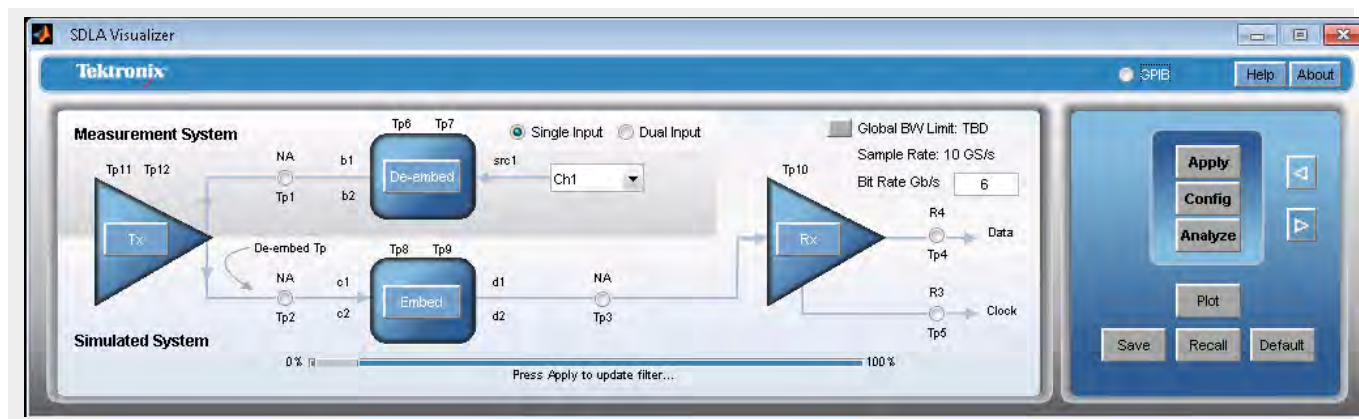 SDLA Visualizer
Tektronix
GPIB
Help
About
Measurement System
Tp6 Tp7
Single Input
Dual Input
Global BW Limit: TBD
Sample Rate: 10 GS/s
Bit Rate Gb/s
6
Tp11 Tp12
NA
b1
De-embed
src1
Ch1
Tp10
Tp1
b2
R4
Data
Tp4
Tx
Rx
De-embed Tp
Tp8 Tp9
NA
c1
Embed
d1
NA
R3
Clock
Tp2
c2
d2
Tp3
Tp5
Simulated System
0%
100%
Press Apply to update filter...
Apply
Config
Analyze
Plot
Save
Recall
Default